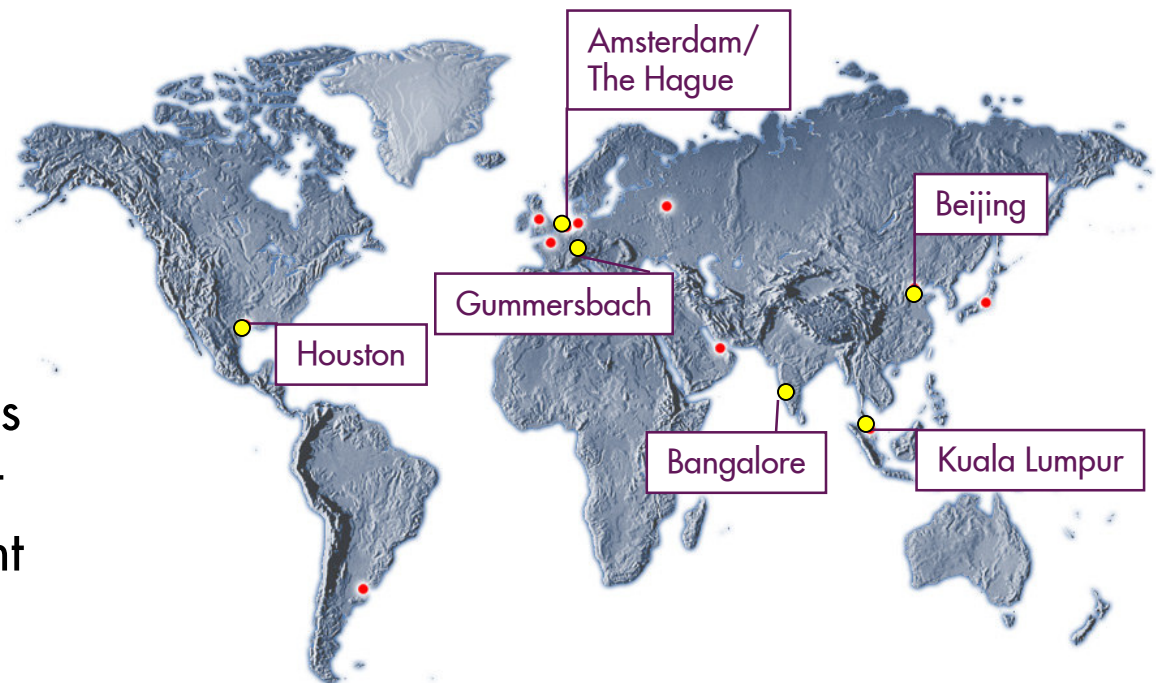 Amsterdam/
The Hague
Beijing
Gummersbach
Houston
Bangalore
Kuala Lumpur